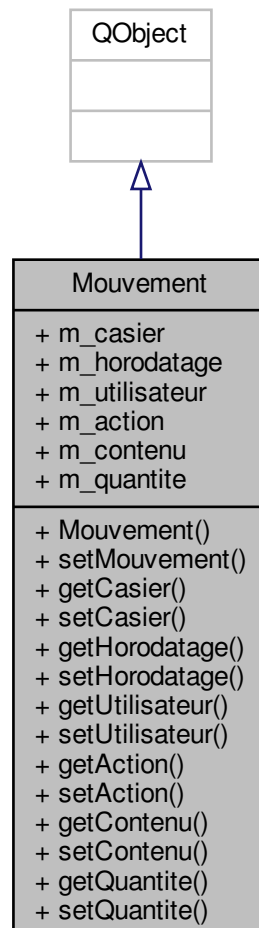 QObject
Mouvement
+ m_casier
+ m_horodatage
+ m_utilisateur
+ m_action
+ m_contenu
+ m_quantite
+ Mouvement()
+ setMouvement()
+ getCasier()
+ setCasier()
+ getHorodatage()
+ setHorodatage()
+ getUtilisateur()
+ setUtilisateur()
+ getAction()
+ setAction()
+ getContenu()
+ setContenu()
+ getQuantite()
+ setQuantite()